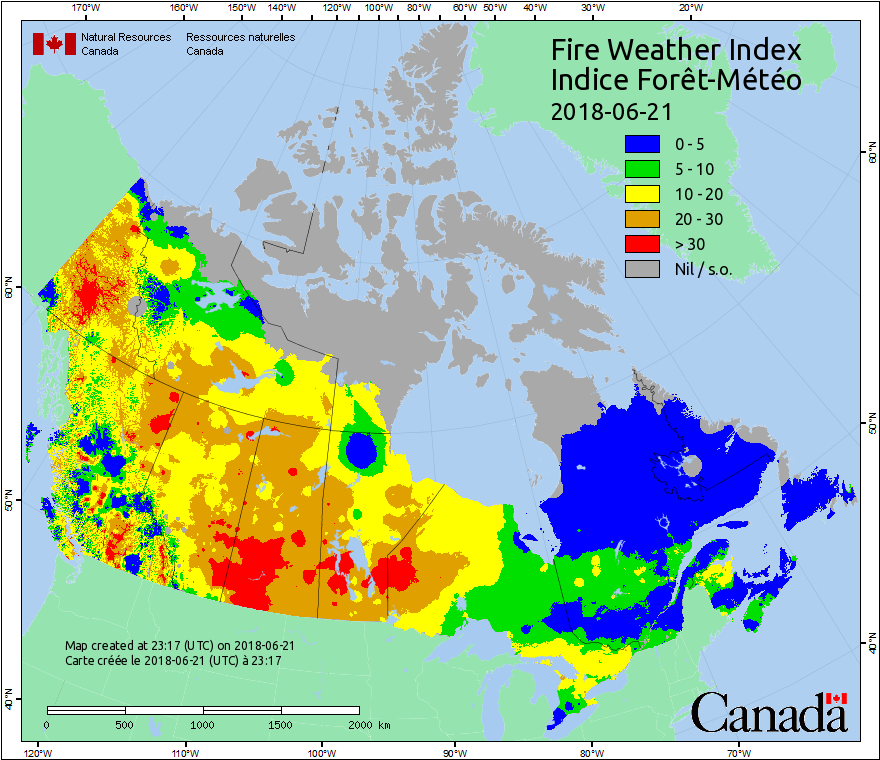 170°W 160°W 150°W 140°W 120°W 100°W 80°W 60°W 50°W 40°W 30°W 20°W
Natural Resources Ressources naturelles
Canada Canada
Fire Weather Index
Indice Forêt-Météo
2018-06-21
0 - 5
5 - 10
10 - 20
20 - 30
> 30
Nil / s.o.
60°N
60°N
50°N
50°N
40°N
40°N
Map created at 23:17 (UTC) on 2018-06-21
Carte créée le 2018-06-21 (UTC) à 23:17
0 500 1000 1500 2000 km
Canada
120°W 110°W 100°W 90°W 80°W 70°W